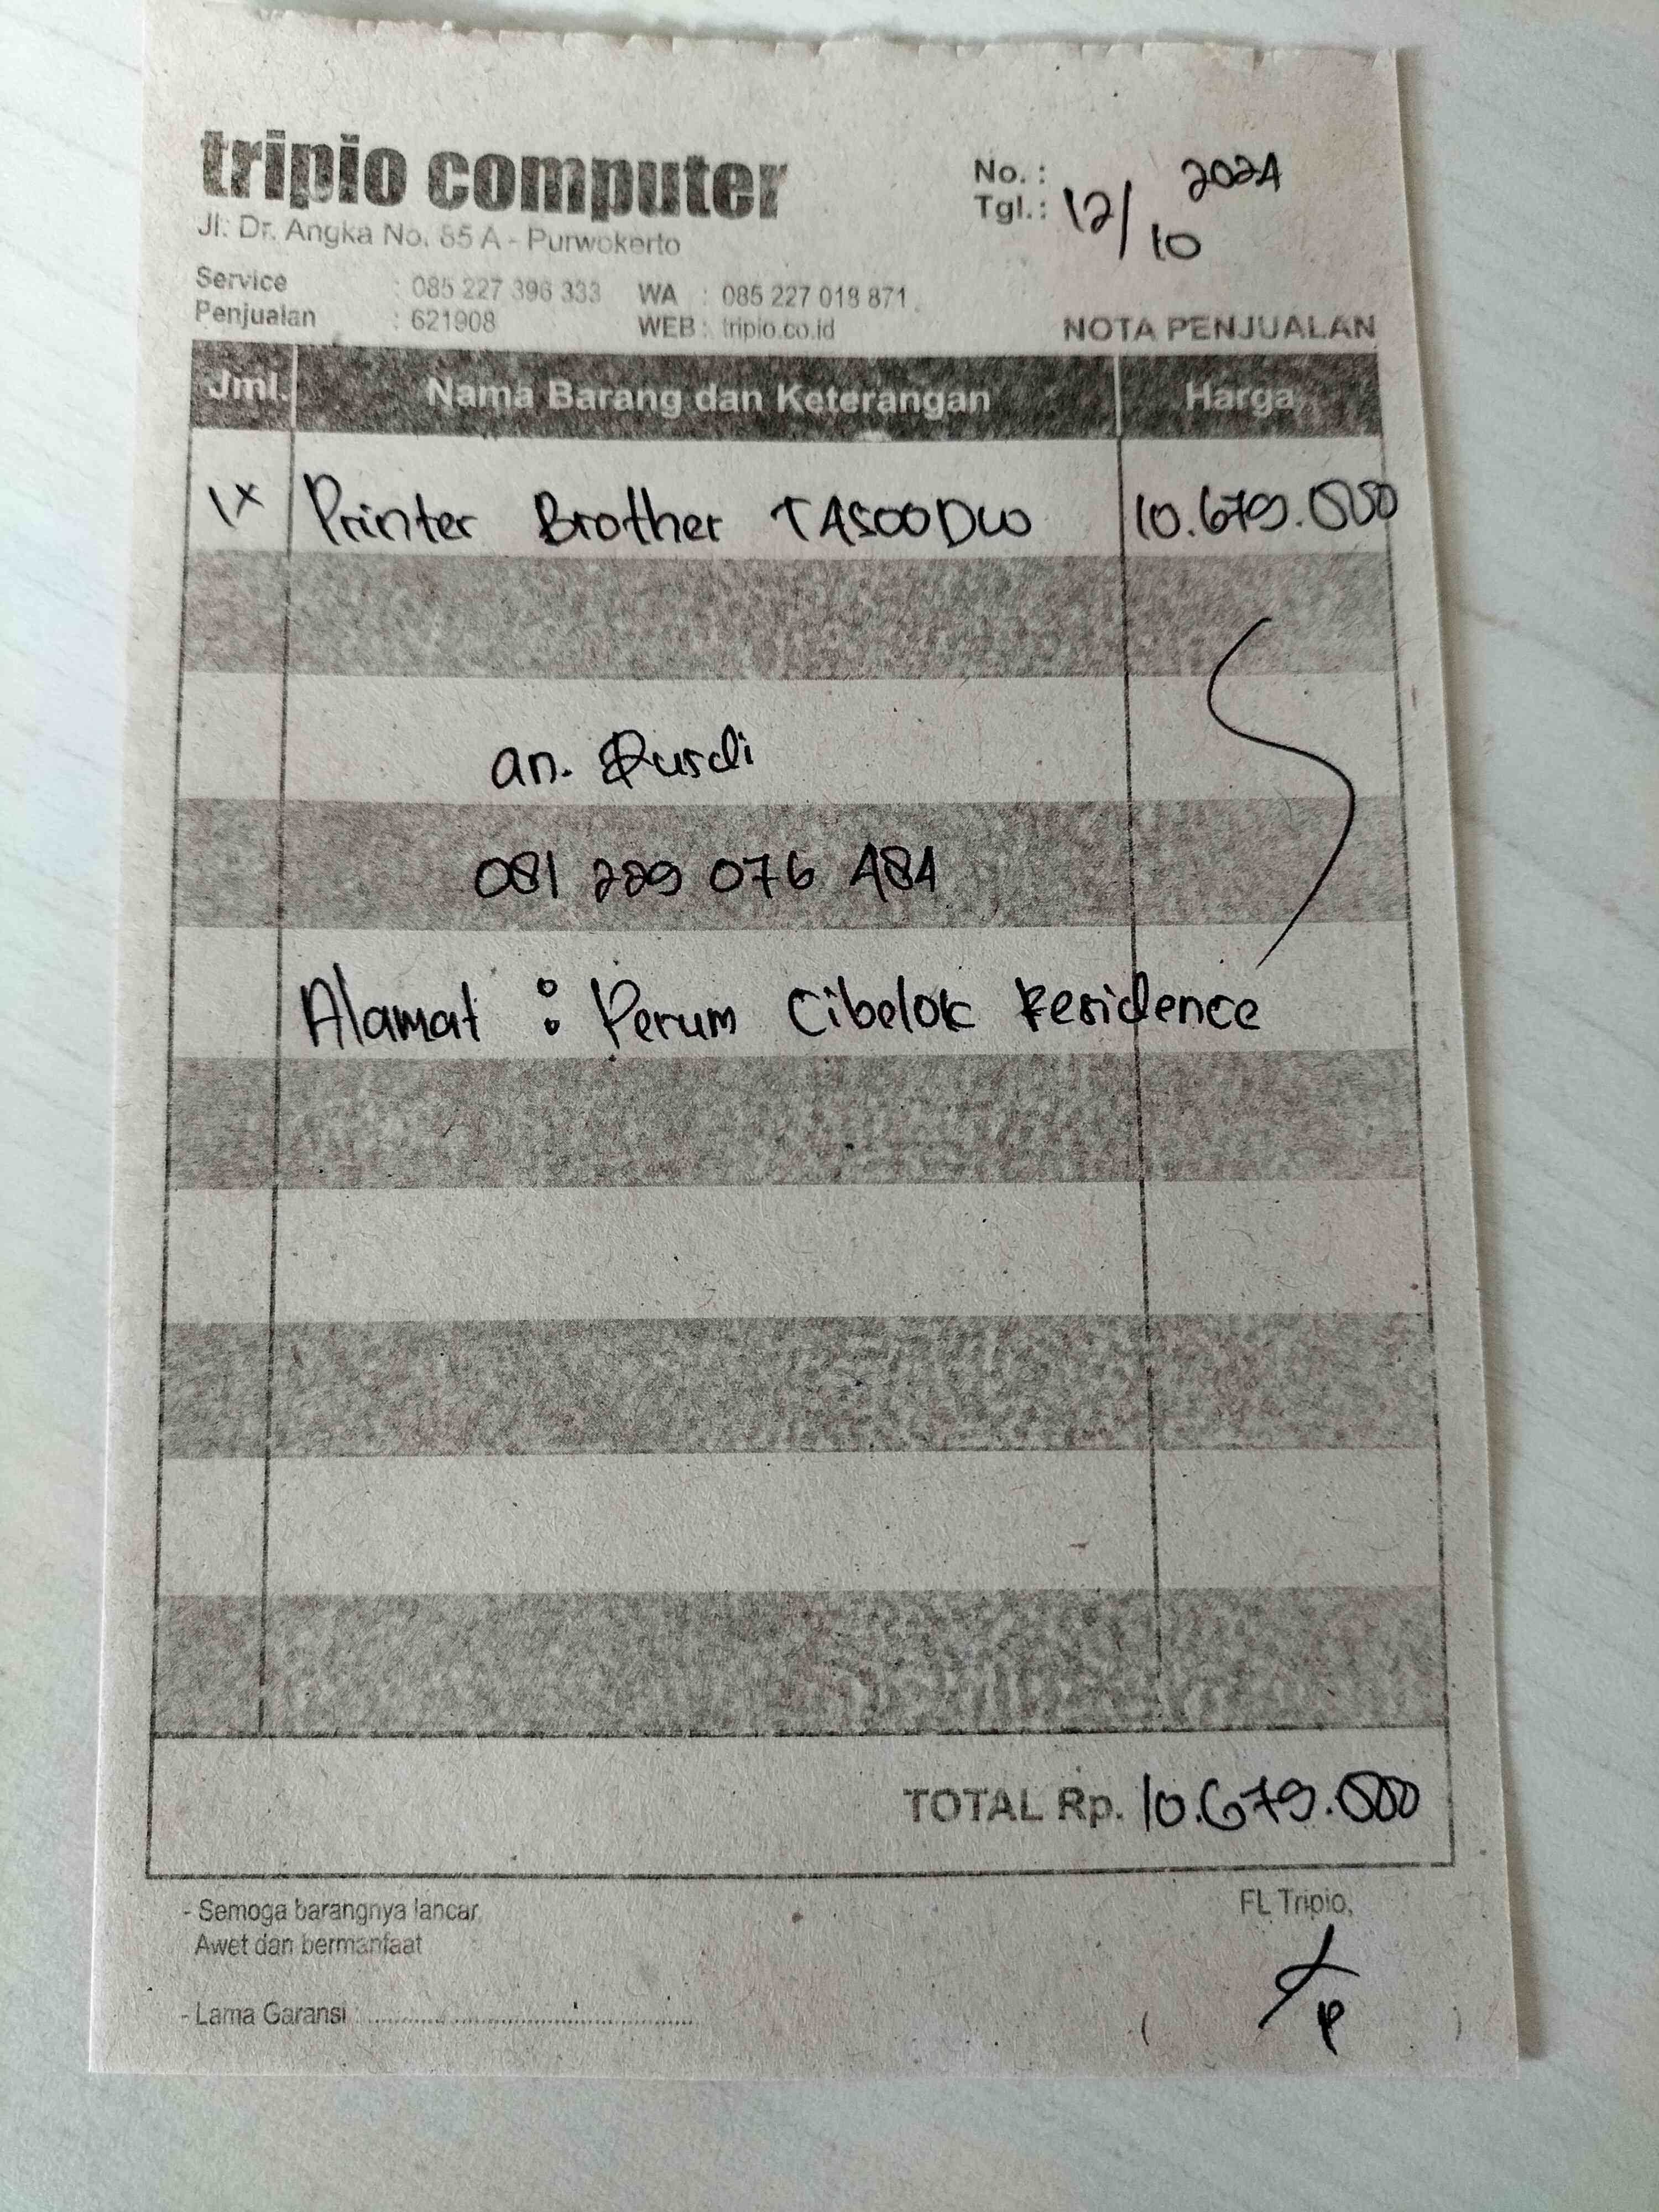 tripio computer
Jl. Dr. Angka No. 85 A - Purwokerto
No. :
Tgl.: 12/10 2024
Service : 085 227 396 333 WA : 085 227 018 871
Penjualan : 621908 WEB : tripio.co.id
NOTA PENJUALAN
Jml. Nama Barang dan Keterangan Harga
1x Printer Brother T4500DW 10.679.000
an. Rusdi
081 289 076 484
Alamat : Perum Cibelok Residence
TOTAL Rp. 10.679.000
- Semoga barangnya lancar,
Awet dan bermanfaat
FL Tripio,
- Lama Garansi : ..............................
( )